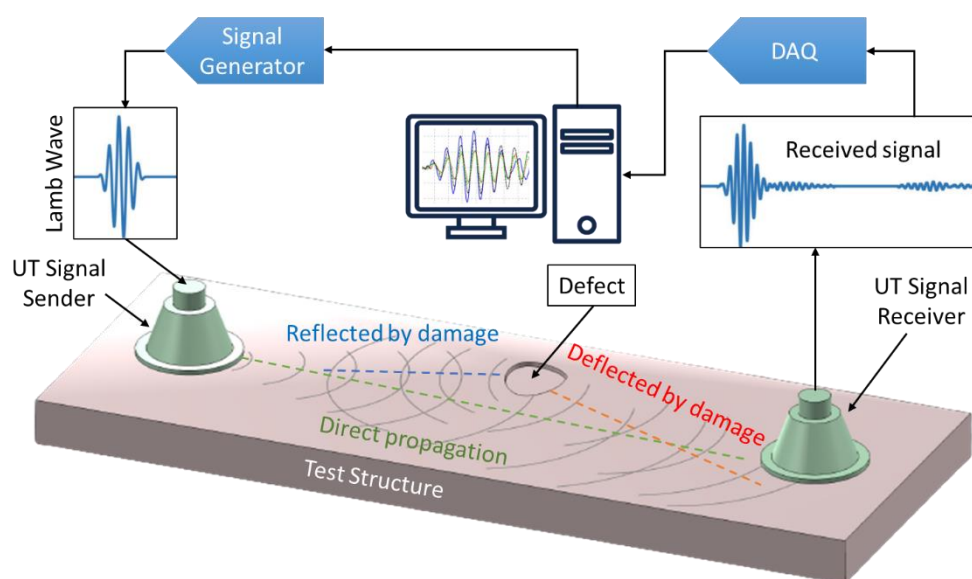 Signal
Generator
DAQ
Lamb Wave
Received signal
UT Signal
Sender
Defect
UT Signal
Receiver
Reflected by damage
Deflected by damage
Direct propagation
Test Structure